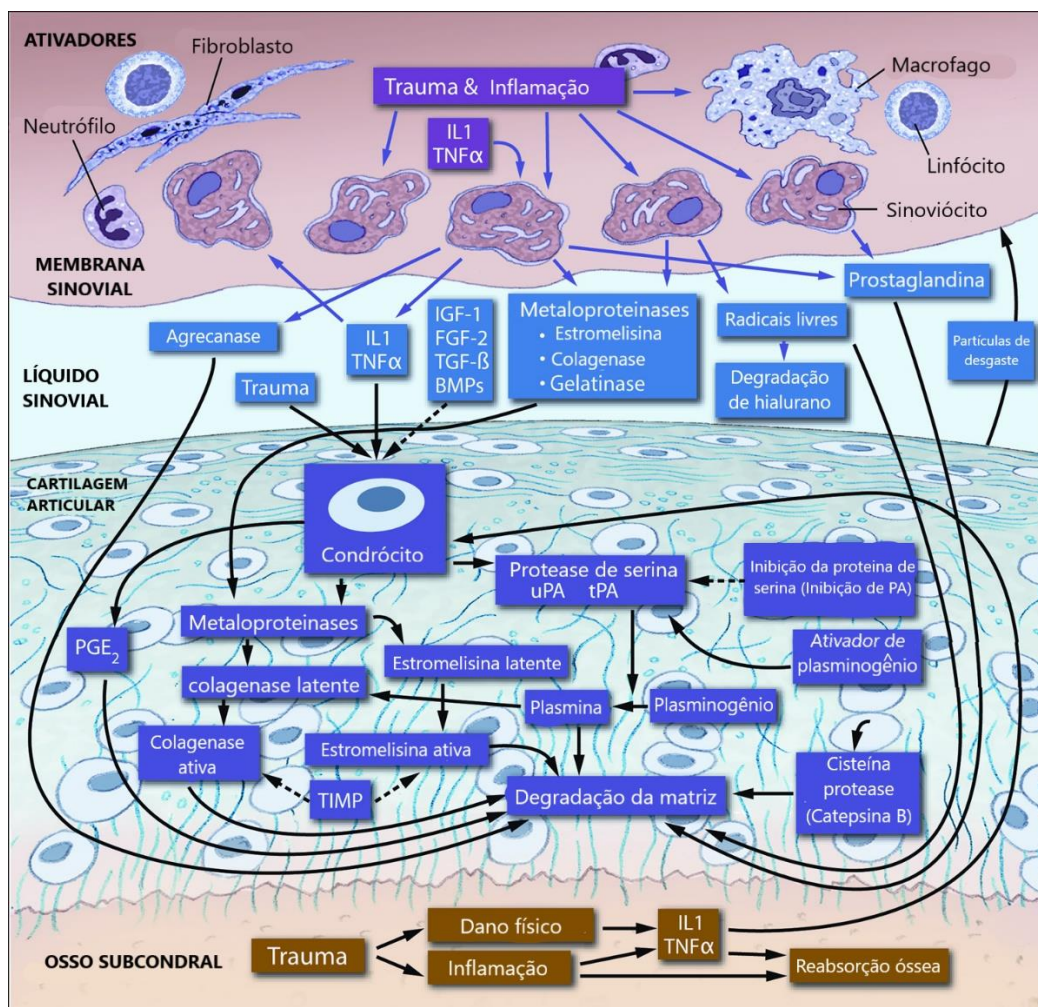 ATIVADORES
Fibroblasto
Neutrófilo
Trauma & Inflamação
IL1
TNFα
Macrofago
Linfócito
Sinoviócito
MEMBRANA
SINOVIAL
Prostaglandina
Agrecanase
IL1
TNFα
IGF-1
FGF-2
TGF-ß
BMPs
Metaloproteinases
• Estromelisina
• Colagenase
• Gelatinase
Radicais livres
Partículas de
desgaste
LÍQUIDO
SINOVIAL
Trauma
Degradação
de hialurano
CARTILAGEM
ARTICULAR
Condrócito
Protease de serina
uPA tPA
Inibição da proteina de
serina (Inibição de PA)
Metaloproteinases
PGE2
Estromelisina latente
Ativador de
plasminogênio
colagenase latente
Plasmina
Plasminogênio
Colagenase
ativa
Estromelisina ativa
Cisteína
protease
(Catepsina B)
TIMP
Degradação da matriz
OSSO SUBCONDRAL
Trauma
Dano físico
Inflamação
IL1
TNFα
Reabsorção óssea